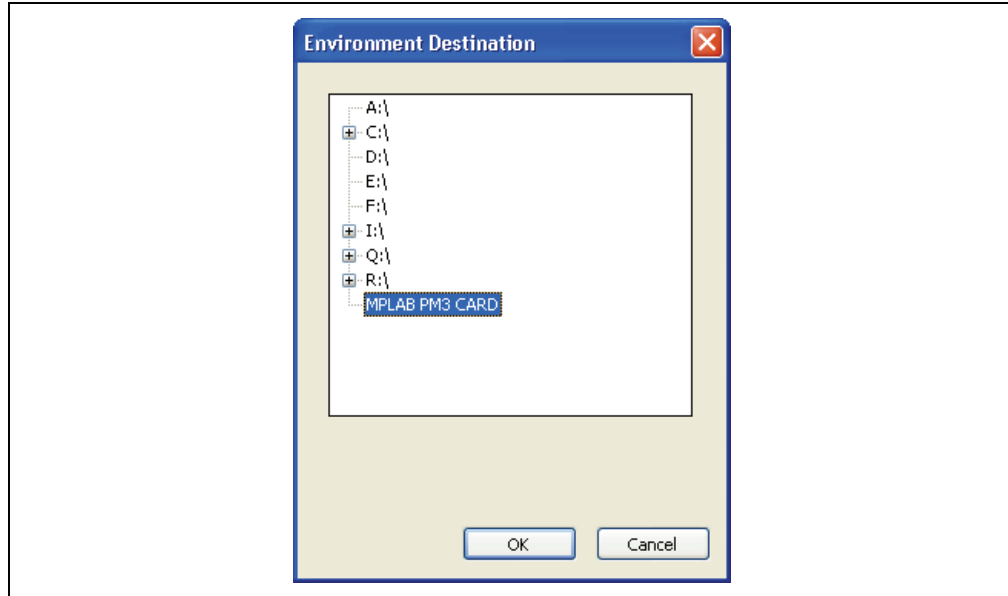 Environment Destination
A:\
C:\
D:\
E:\
F:\
I:\
Q:\
R:\
MPLAB PM3 CARD
OK
Cancel